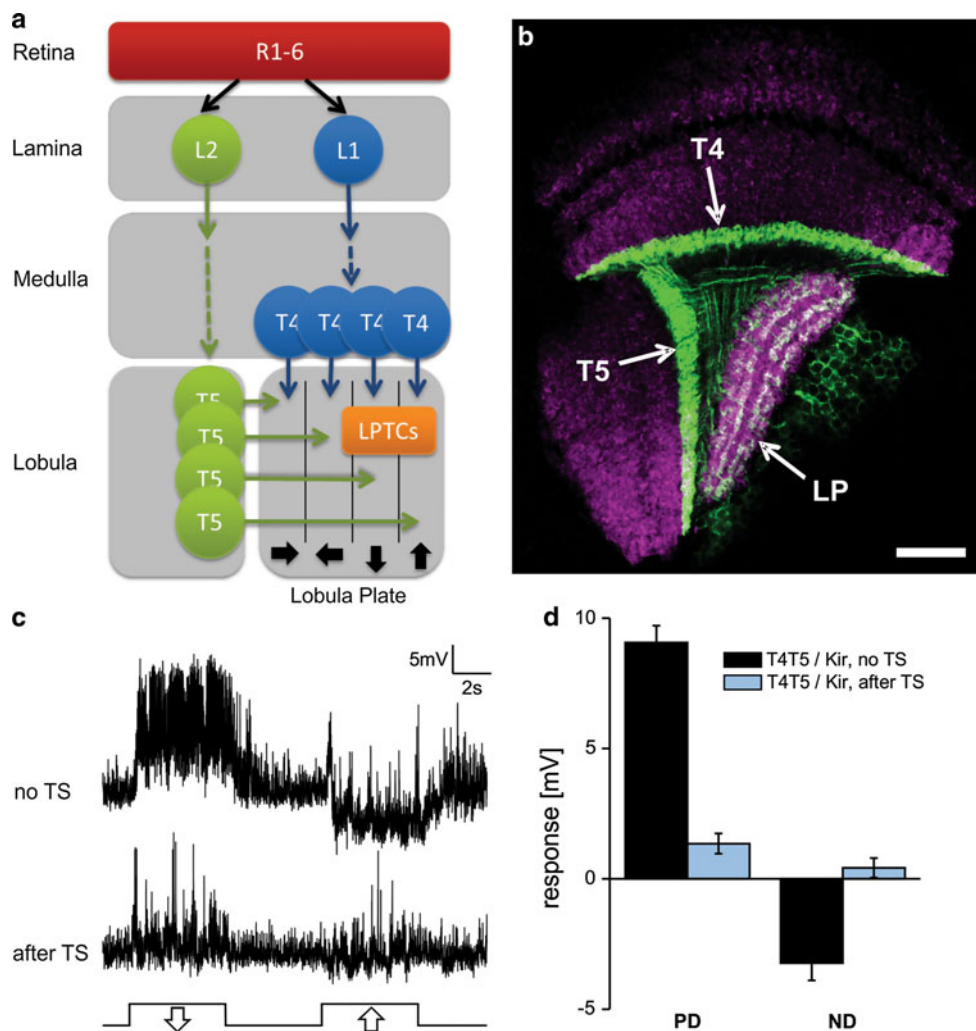 a
Retina
R1-6
Lamina
L2
L1
Medulla
T4
T4
T4
T4
Lobula
T5
T5
T5
T5
LPTCs
Lobula Plate
b
T4
T5
LP
c
5mV
2s
no TS
after TS
d
10
5
0
-5
response [mV]
T4T5 / Kir, no TS
T4T5 / Kir, after TS
PD
ND